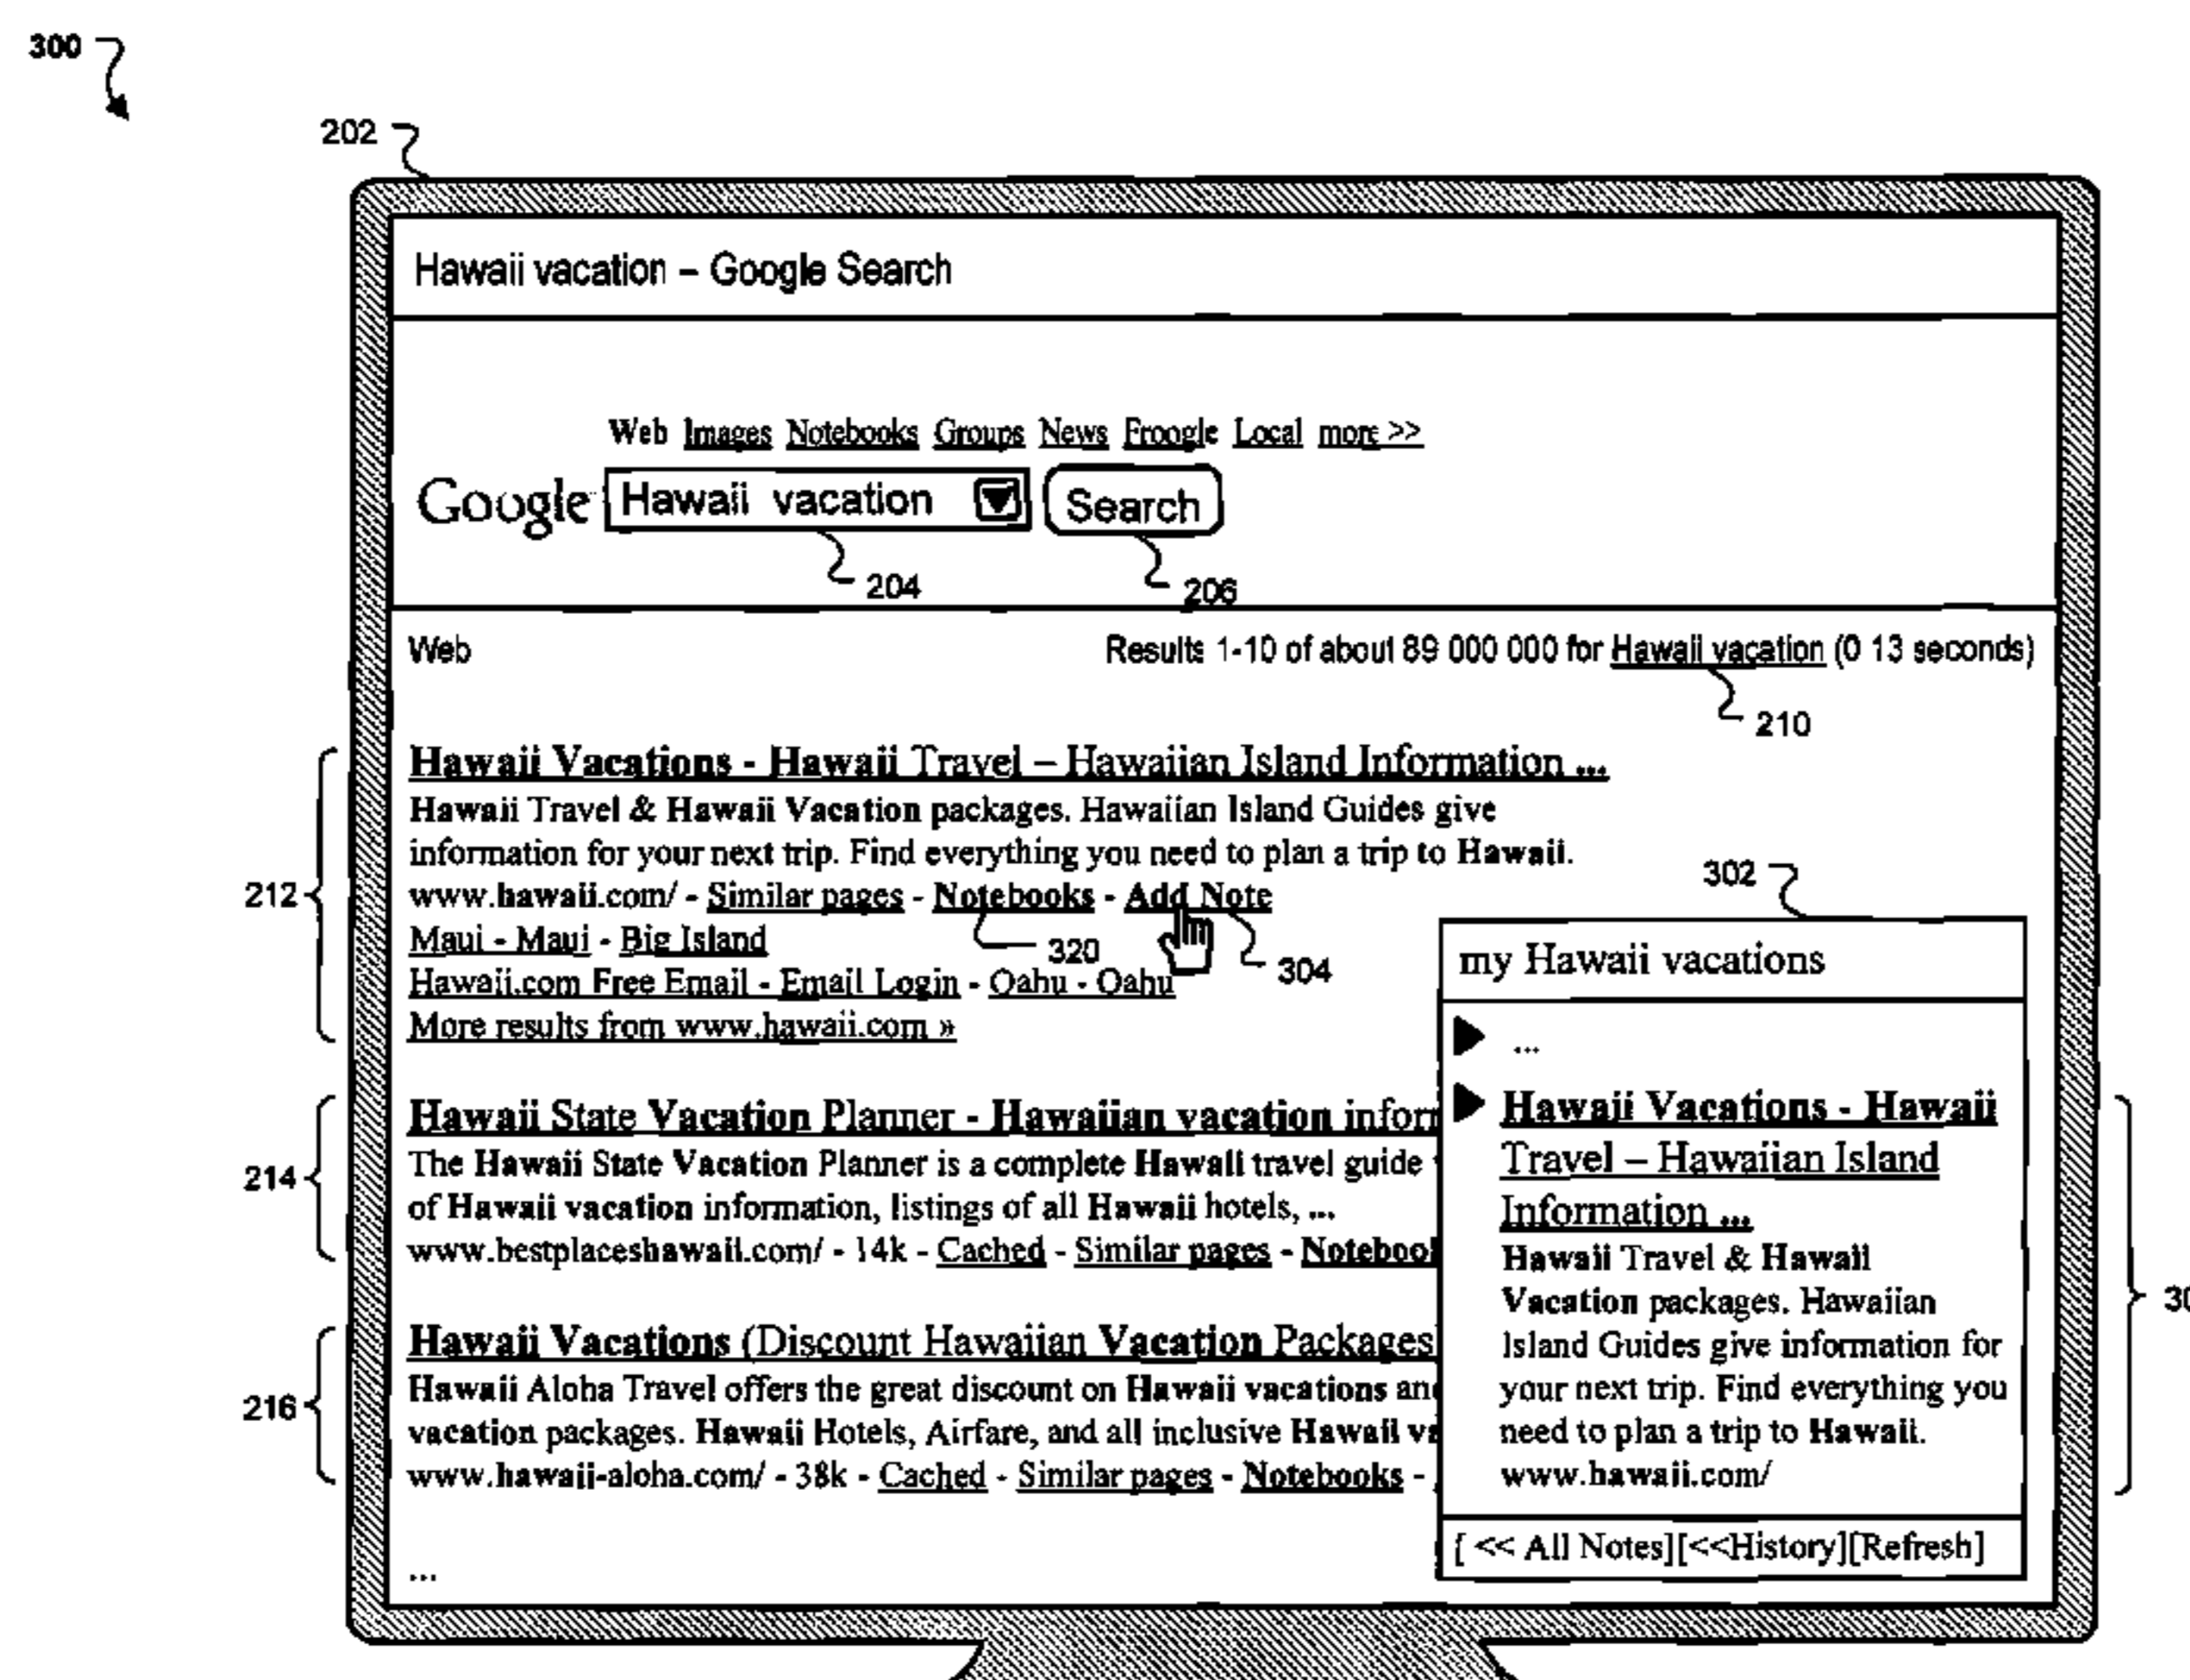 300
202
Hawaii vacation – Google Search
Web Images Notebooks Groups News Froogle Local more >>
Google Hawaii vacation Search
204 206
Web Results 1-10 of about 89 000 000 for Hawaii vacation (0 13 seconds)
210
Hawaii Vacations - Hawaii Travel – Hawaiian Island Information ...
Hawaii Travel & Hawaii Vacation packages. Hawaiian Island Guides give
information for your next trip. Find everything you need to plan a trip to Hawaii.
212 www.hawaii.com/ - Similar pages - Notebooks - Add Note
Maui - Maui - Big Island
320 304
Hawaii.com Free Email - Email Login - Oahu - Oahu
More results from www.hawaii.com »
Hawaii State Vacation Planner - Hawaiian vacation
214 The Hawaii State Vacation Planner is a complete Hawaii travel guide
of Hawaii vacation information, listings of all Hawaii hotels, ...
www.bestplaceshawaii.com/ - 14k - Cached - Similar pages -
Hawaii Vacations (Discount Hawaiian Vacation Packages
216 Hawaii Aloha Travel offers the great discount on Hawaii vacations
vacation packages. Hawaii Hotels, Airfare, and all inclusive Hawaii
www.hawaii-aloha.com/ - 38k - Cached - Similar pages - Notebooks -
...
302
my Hawaii vacations
...
Hawaii Vacations - Hawaii
Travel – Hawaiian Island
Information ...
Hawaii Travel & Hawaii
Vacation packages. Hawaiian
Island Guides give information for
your next trip. Find everything you
need to plan a trip to Hawaii.
www.hawaii.com/
[ << All Notes][<<History][Refresh]